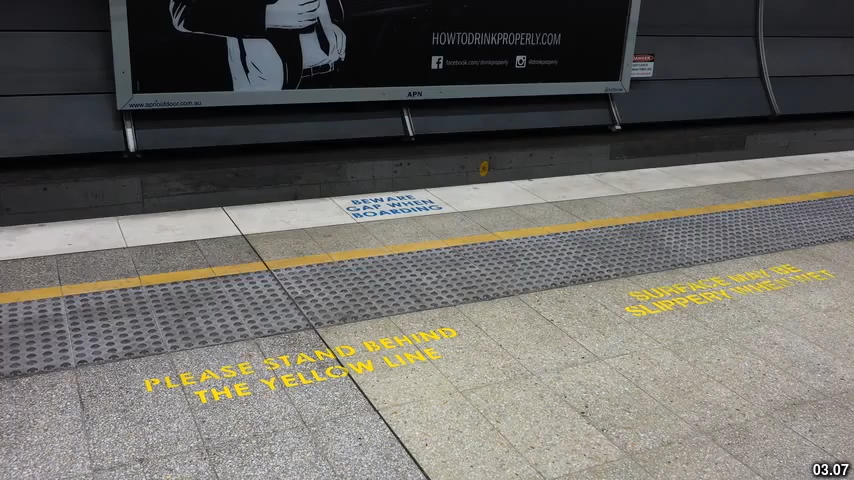 HOWTODRINKPROPERLY.COM
facebook.com/drinkproperly
www.apnoutdoor.com.au
APN
DANGER
BEWARE
GAP WHEN
BOARDING
SURFACE MAY BE
SLIPPERY WHEN WET
PLEASE STAND BEHIND
THE YELLOW LINE
03.07